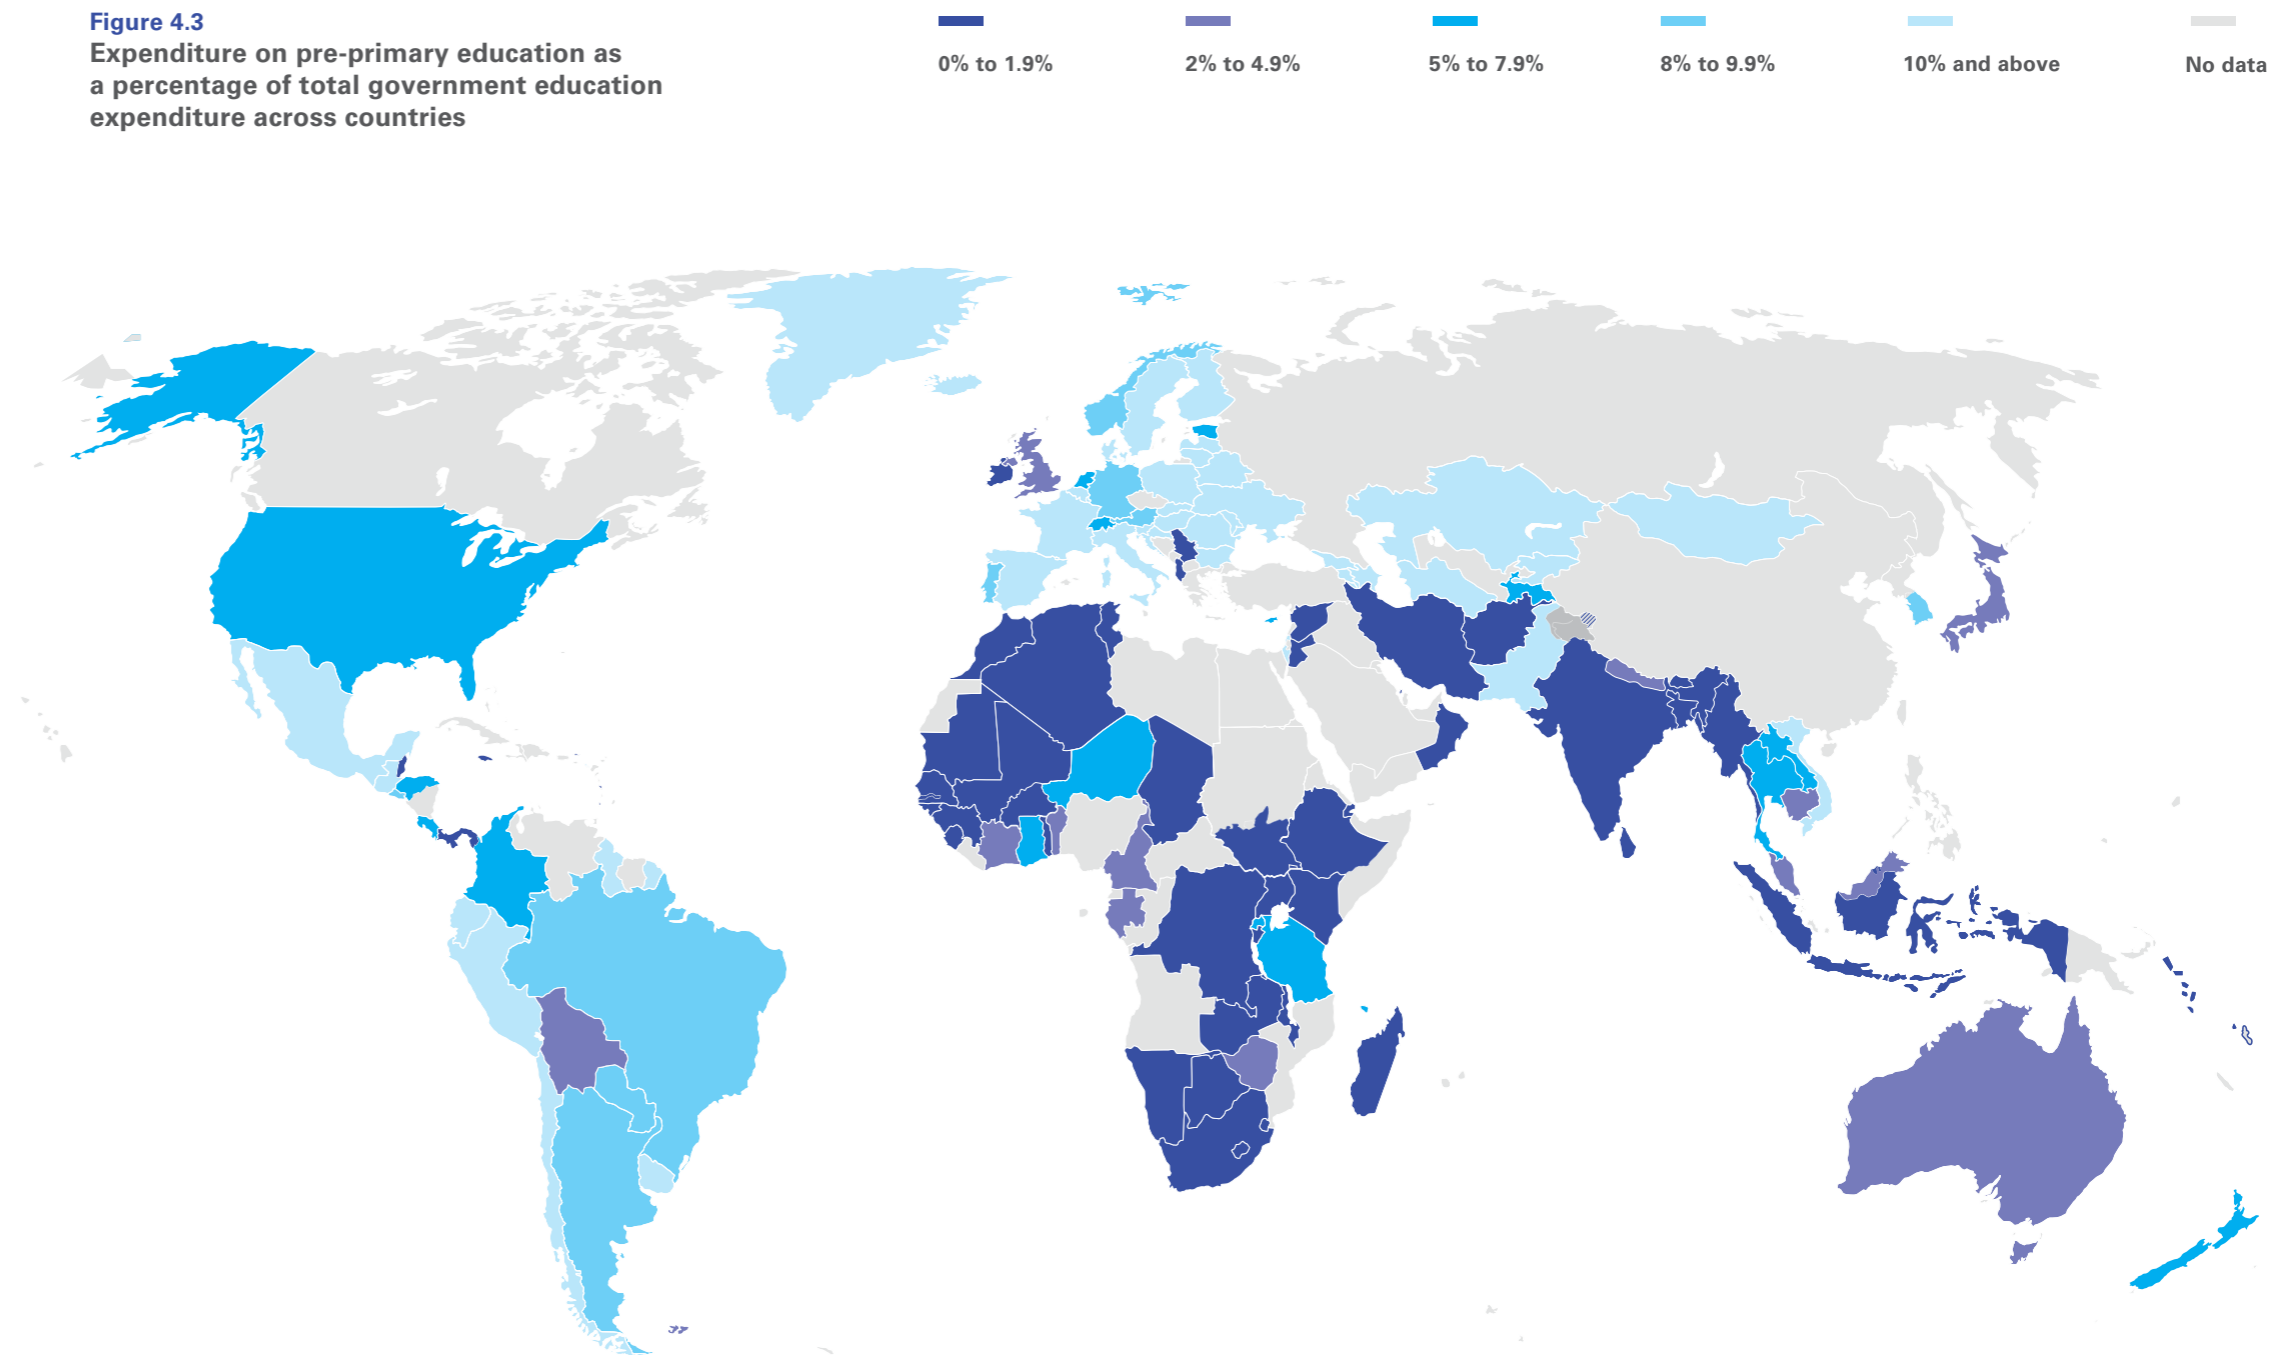 Figure 4.3
Expenditure on pre-primary education as
a percentage of total government education
expenditure across countries
0% to 1.9%
2% to 4.9%
5% to 7.9%
8% to 9.9%
10% and above
No data